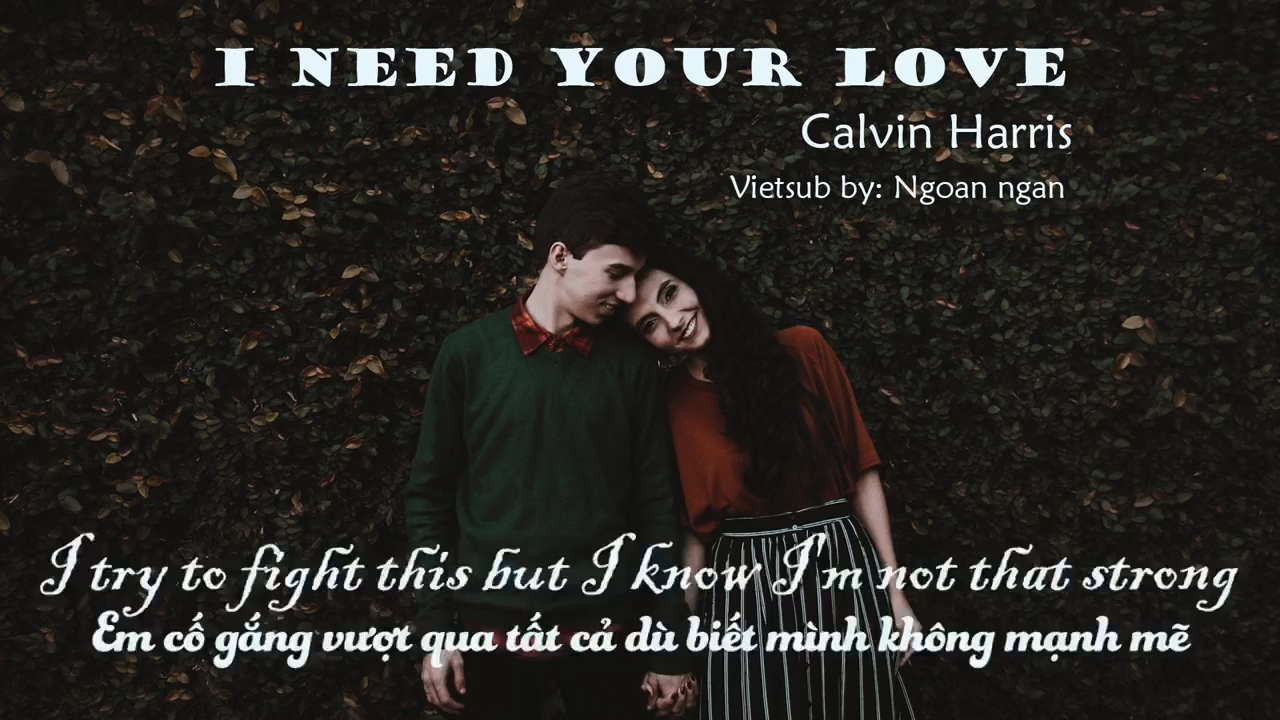 I NEED YOUR LOVE
Calvin Harris
Vietsub by: Ngoan ngan
I try to fight this but I know I'm not that strong
Em cố gắng vượt qua tất cả dù biết mình không mạnh mẽ